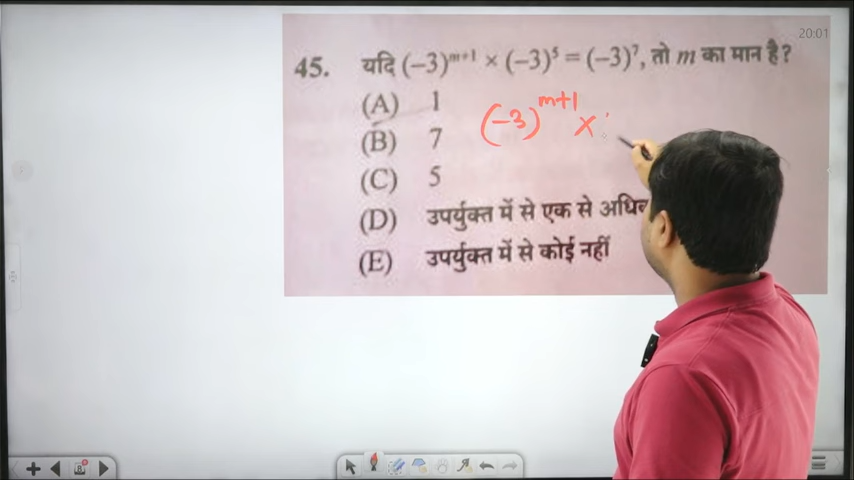 20:01
45. यदि (−3)^{m+1} × (−3)^5 = (−3)^7, तो m का मान है?
(A) 1
(B) 7
(C) 5
(D) उपर्युक्त में से एक से
(E) उपर्युक्त में से कोई नहीं
(−3)^{m+1} ×
8